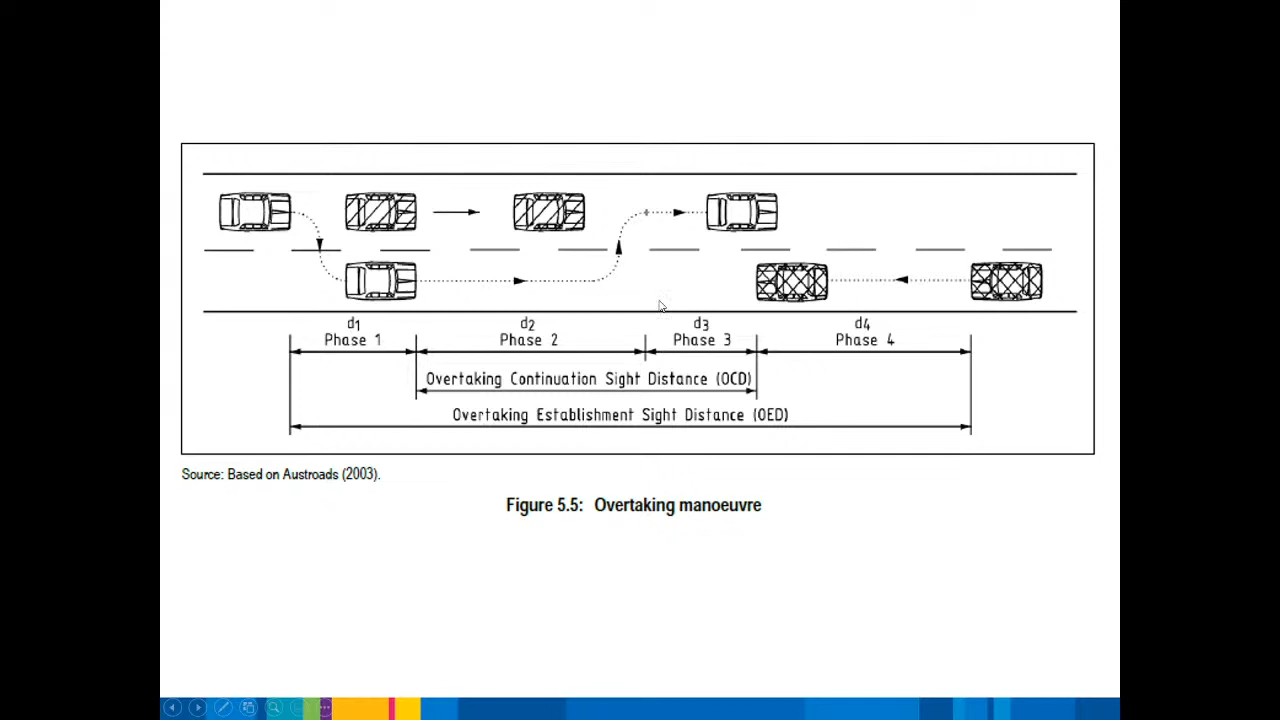 d1 d2 d3 d4
Phase 1 Phase 2 Phase 3 Phase 4
Overtaking Continuation Sight Distance (OCD)
Overtaking Establishment Sight Distance (OED)
Source: Based on Austroads (2003).
Figure 5.5: Overtaking manoeuvre